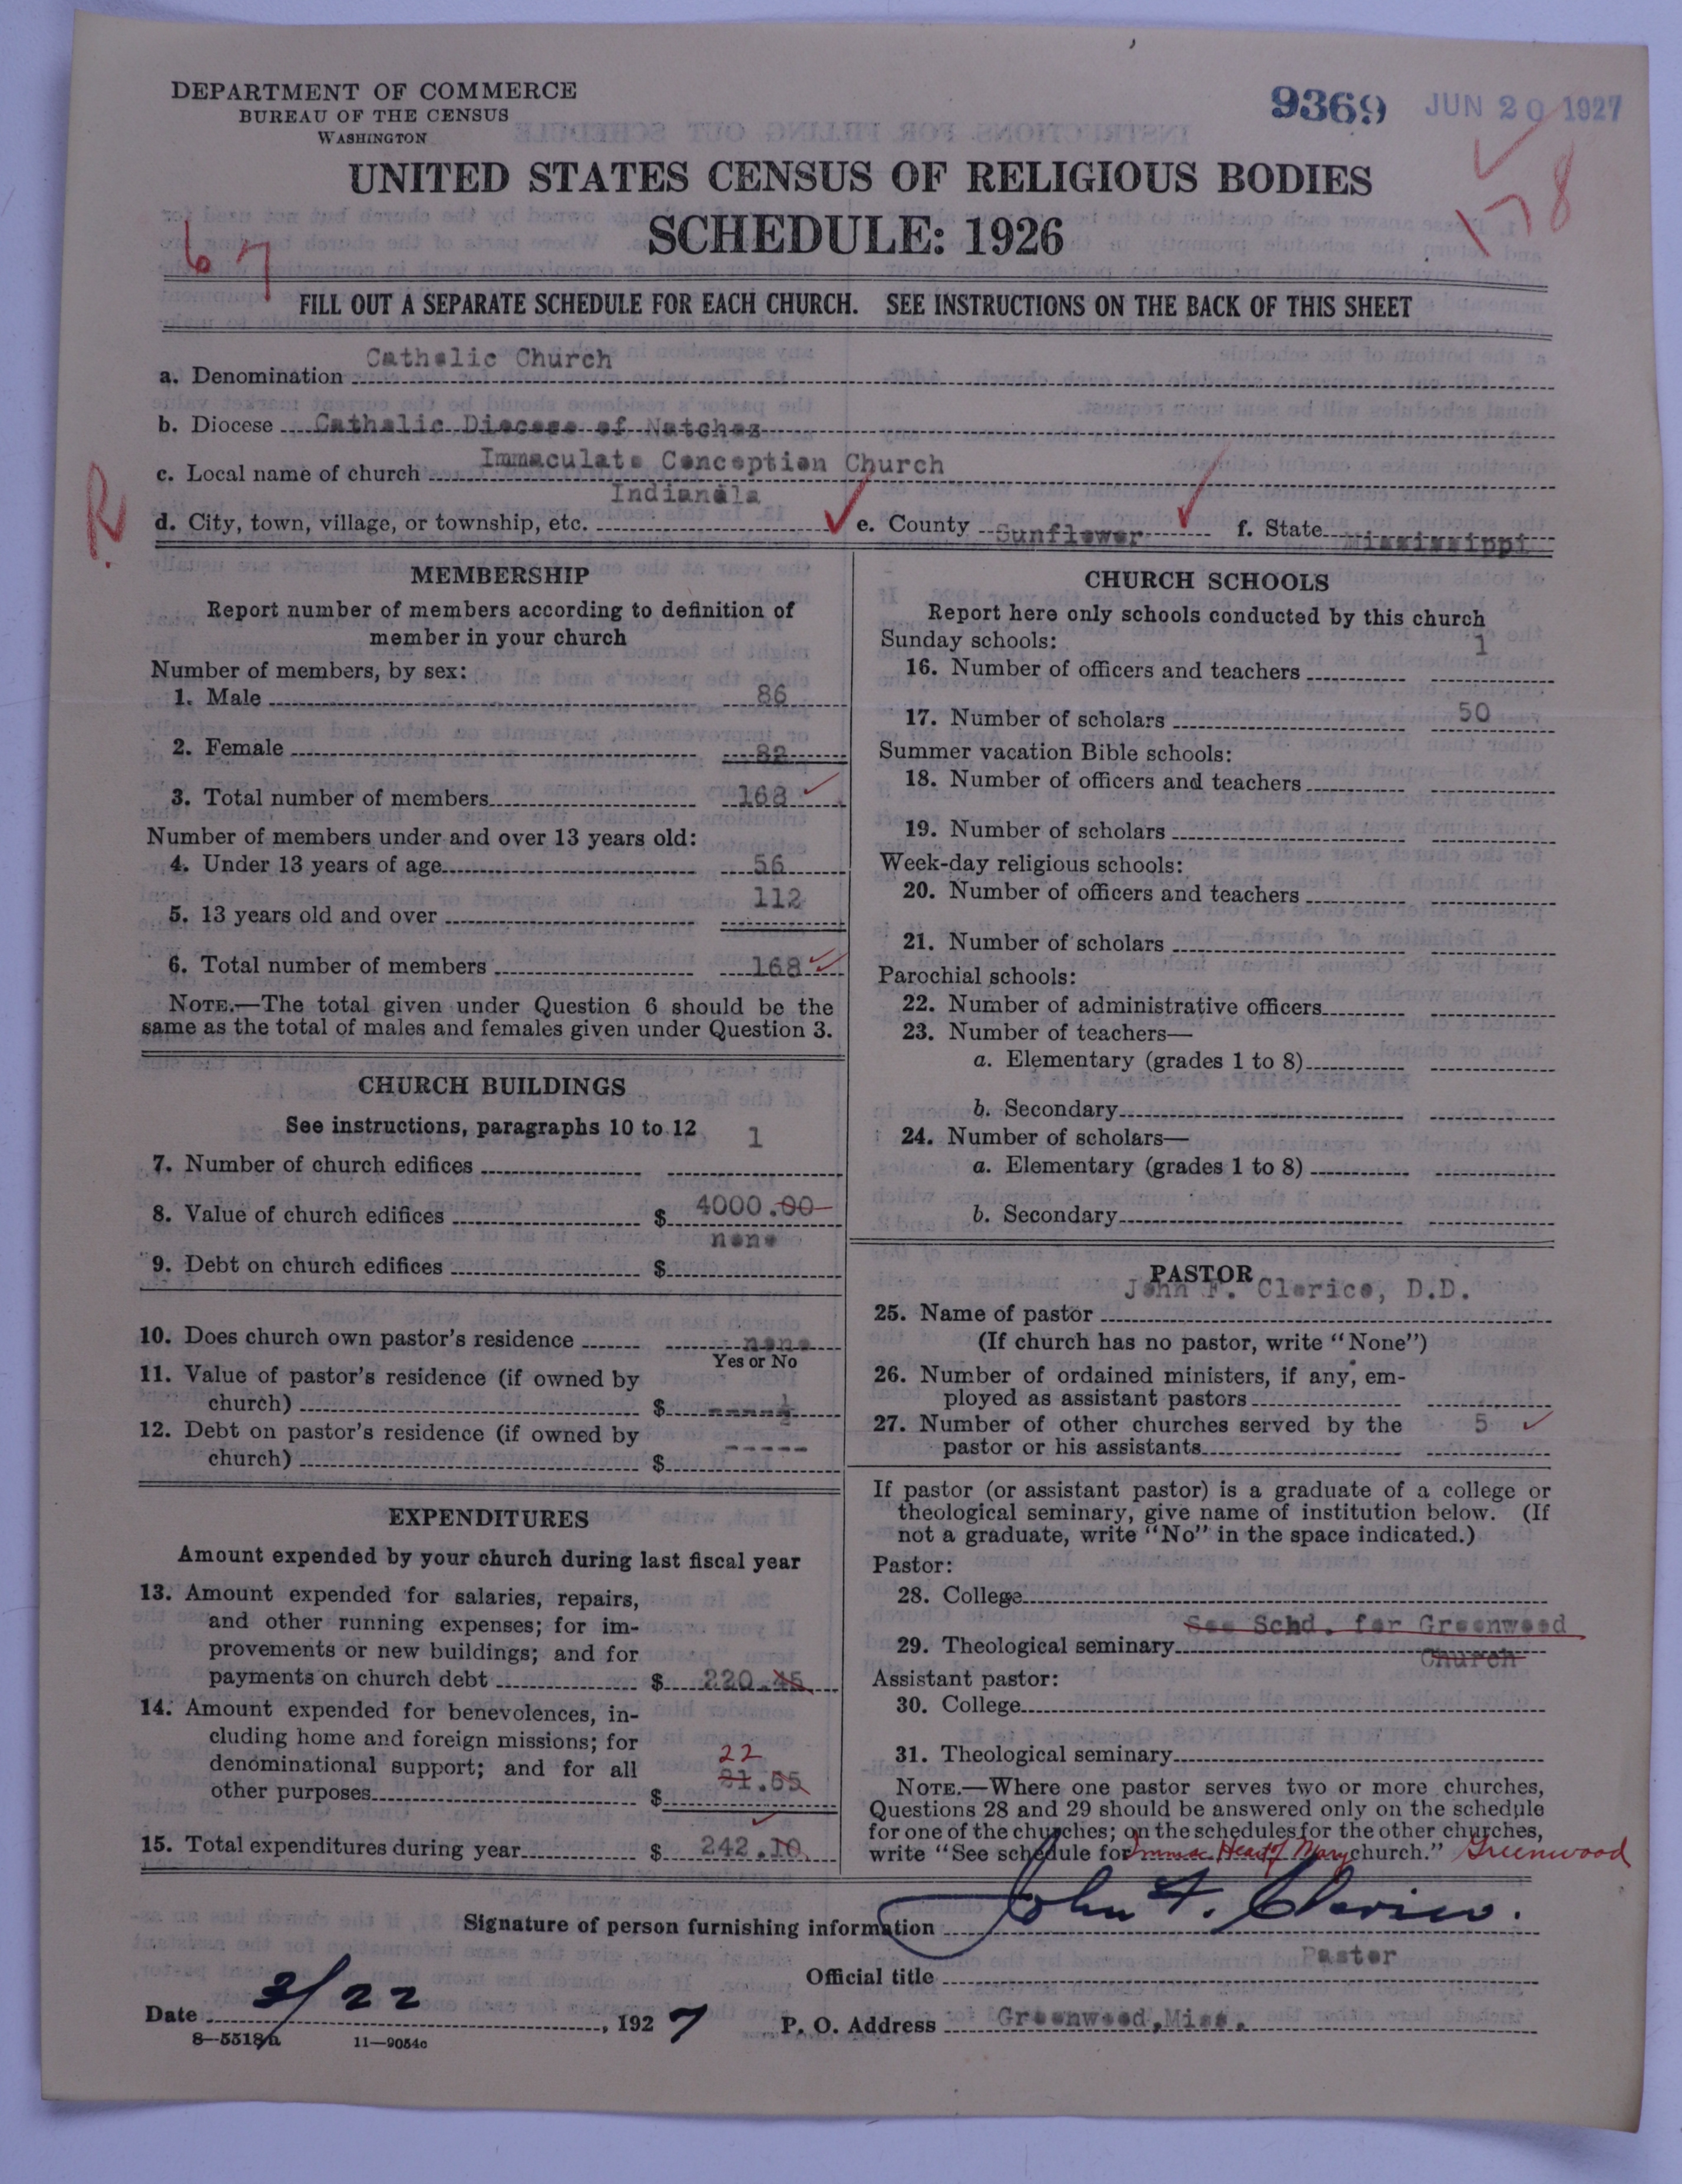 DEPARTMENT OF COMMERCE
BUREAU OF THE CENSUS
WASHINGTON
9369 JUN 20 1927
178
UNITED STATES CENSUS OF RELIGIOUS BODIES
SCHEDULE: 1926
67
FILL OUT A SEPARATE SCHEDULE FOR EACH CHURCH. SEE INSTRUCTIONS ON THE BACK OF THIS SHEET
a. Denomination Catholic Church
b. Diocese Catholic Diocese of Natchez
c. Local name of church Immaculate Conception Church
R
d. City, town, village, or township, etc. Indianola e. County Sunflower f. State Mississippi
MEMBERSHIP
Report number of members according to definition of
member in your church
Number of members, by sex:
1. Male 86
2. Female 82
3. Total number of members 168
Number of members under and over 13 years old:
4. Under 13 years of age 56
5. 13 years old and over 112
6. Total number of members 168
NOTE.—The total given under Question 6 should be the
same as the total of males and females given under Question 3.
CHURCH BUILDINGS
See instructions, paragraphs 10 to 12
7. Number of church edifices 1
8. Value of church edifices $ 4000.00
9. Debt on church edifices $ none
10. Does church own pastor's residence none
Yes or No
11. Value of pastor's residence (if owned by
church) $ -----
12. Debt on pastor's residence (if owned by
church) $ -----
EXPENDITURES
Amount expended by your church during last fiscal year
13. Amount expended for salaries, repairs,
and other running expenses; for im-
provements or new buildings; and for
payments on church debt $ 220.45
14. Amount expended for benevolences, in-
cluding home and foreign missions; for
denominational support; and for all
22
other purposes $ 21.65
15. Total expenditures during year $ 242.10
CHURCH SCHOOLS
Report here only schools conducted by this church
Sunday schools:
16. Number of officers and teachers 1
17. Number of scholars 50
Summer vacation Bible schools:
18. Number of officers and teachers
19. Number of scholars
Week-day religious schools:
20. Number of officers and teachers
21. Number of scholars
Parochial schools:
22. Number of administrative officers
23. Number of teachers—
a. Elementary (grades 1 to 8)
b. Secondary
24. Number of scholars—
a. Elementary (grades 1 to 8)
b. Secondary
PASTOR
25. Name of pastor John F. Clerico, D.D.
(If church has no pastor, write "None")
26. Number of ordained ministers, if any, em-
ployed as assistant pastors
27. Number of other churches served by the
pastor or his assistants 5
If pastor (or assistant pastor) is a graduate of a college or
theological seminary, give name of institution below. (If
not a graduate, write "No" in the space indicated.)
Pastor:
28. College
29. Theological seminary See Schd. for Greenwood
Church
Assistant pastor:
30. College
31. Theological seminary
NOTE.—Where one pastor serves two or more churches,
Questions 28 and 29 should be answered only on the schedule
for one of the churches; on the schedules for the other churches,
write "See schedule for Immac. Heart of Mary church." Greenwood
Signature of person furnishing information John F. Clerico.
Official title Pastor
Date 3/22, 1927
P. O. Address Greenwood, Miss.
8—5518a 11—9054c